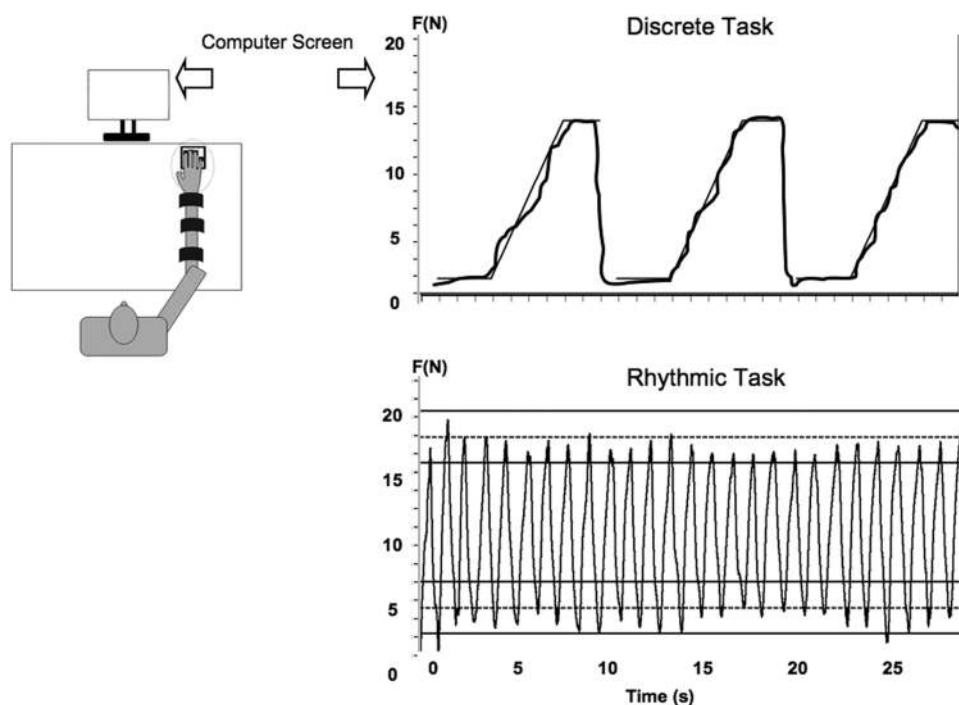 Computer Screen
F(N)
Discrete Task
20
15
10
5
0
F(N)
Rhythmic Task
20
15
10
5
0
0 5 10 15 20 25
Time (s)